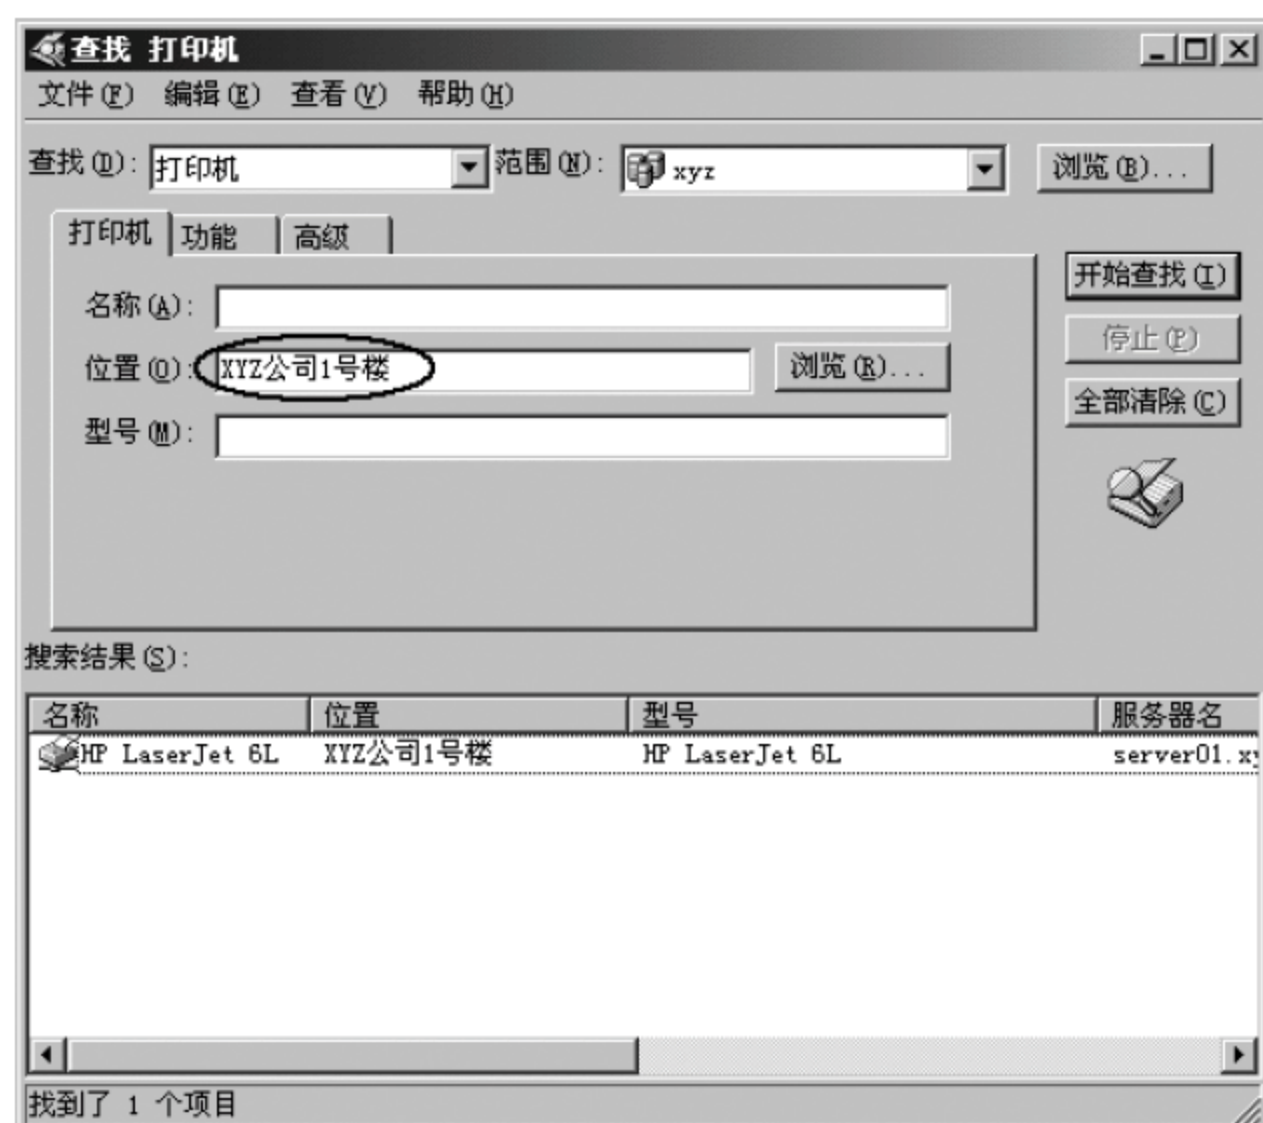 查找 打印机
文件(F) 编辑(E) 查看(V) 帮助(H)
查找(D): 打印机 范围(N): xyz 浏览(B)...
打印机 功能 高级
开始查找(I)
名称(A):
停止(P)
位置(O): XYZ公司1号楼 浏览(R)...
全部清除(C)
型号(M):
搜索结果(S):
名称 位置 型号 服务器名
HP LaserJet 6L XYZ公司1号楼 HP LaserJet 6L server01.xy
找到了 1 个项目